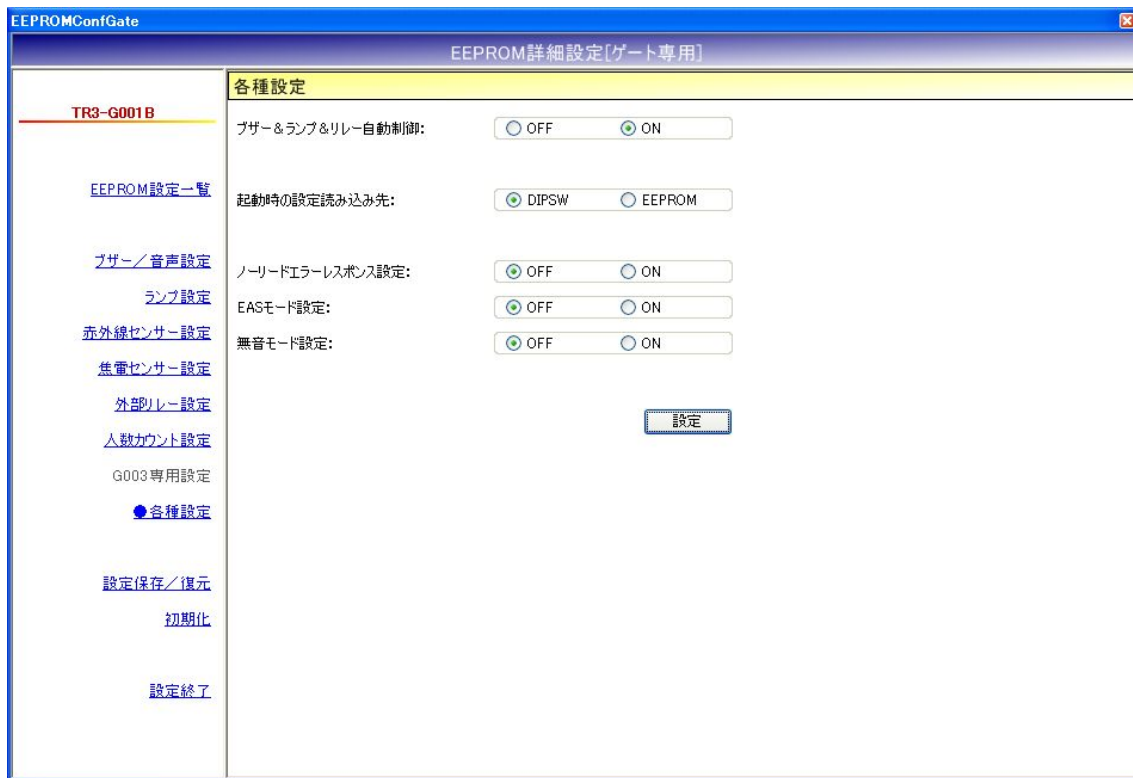 EEPROMConfGate
EEPROM詳細設定[ゲート専用]
TR3-G001B
EEPROM設定一覧
ブザー／音声設定
ランプ設定
赤外線センサー設定
焦電センサー設定
外部リレー設定
人数カウント設定
G003専用設定
●各種設定
設定保存／復元
初期化
設定終了
各種設定
ブザー＆ランプ＆リレー自動制御: OFF ON
起動時の設定読み込み先: DIPSW EEPROM
ノーリードエラーレスポンス設定: OFF ON
EASモード設定: OFF ON
無音モード設定: OFF ON
設定